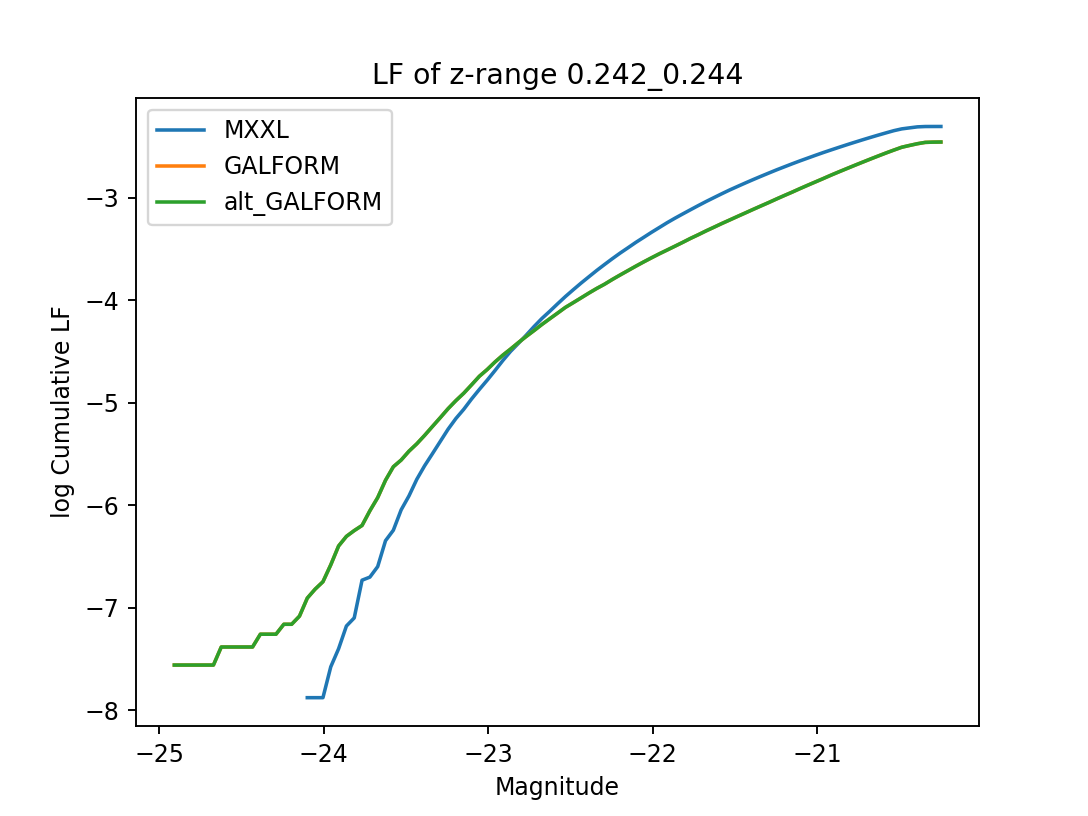 LF of z-range 0.242_0.244
MXXL
GALFORM
alt_GALFORM
log Cumulative LF
−3
−4
−5
−6
−7
−8
−25
−24
−23
−22
−21
Magnitude